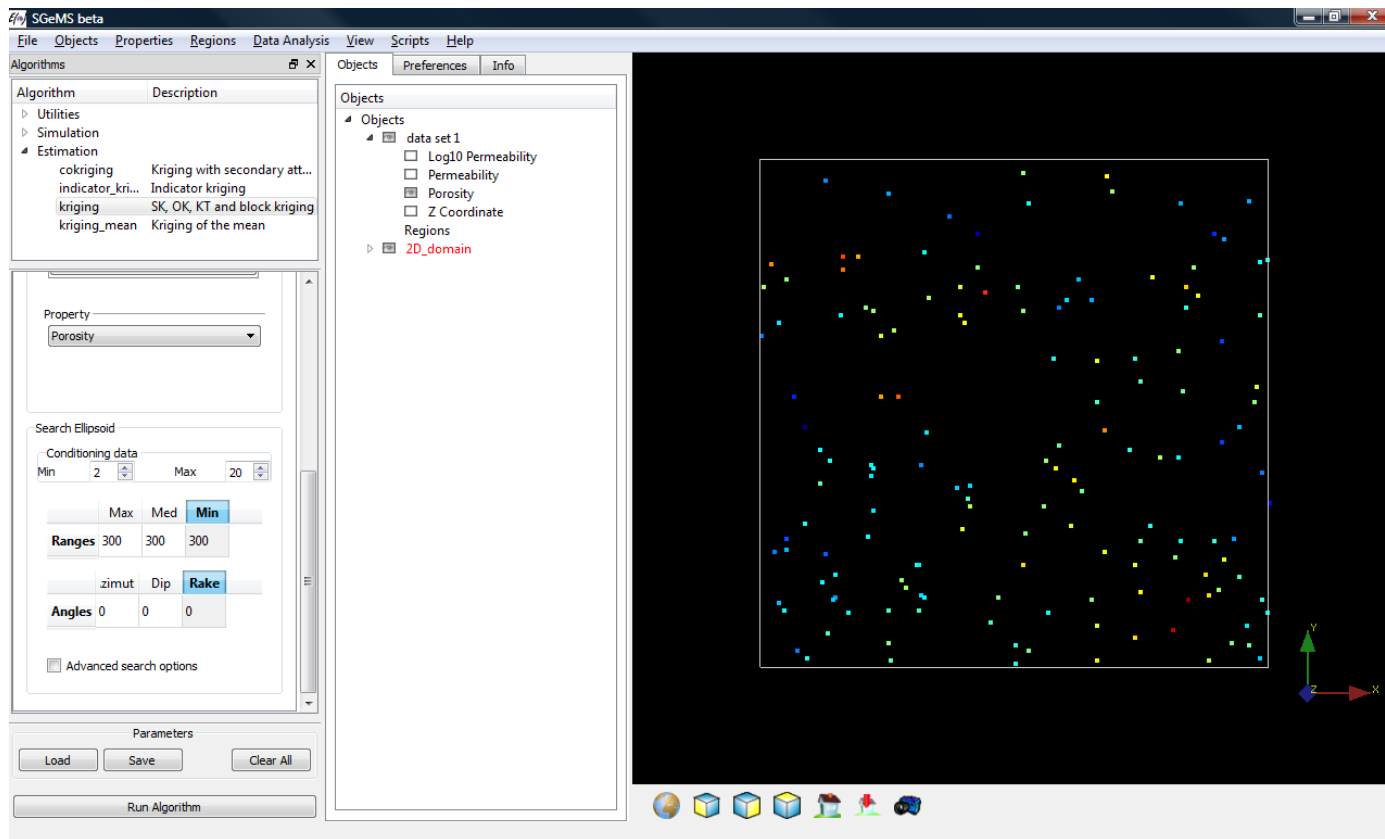 SGeMS beta
File Objects Properties Regions Data Analysis View Scripts Help
Algorithms
Algorithm Description
Utilities
Simulation
Estimation
cokriging Kriging with secondary att...
indicator_kri... Indicator kriging
kriging SK, OK, KT and block kriging
kriging_mean Kriging of the mean
Property
Porosity
Search Ellipsoid
Conditioning data
Min 2 Max 20
Max Med Min
Ranges 300 300 300
zimut Dip Rake
Angles 0 0 0
Advanced search options
Parameters
Load Save Clear All
Run Algorithm
Objects Preferences Info
Objects
Objects
data set 1
Log10 Permeability
Permeability
Porosity
Z Coordinate
Regions
2D_domain
Y
Z X